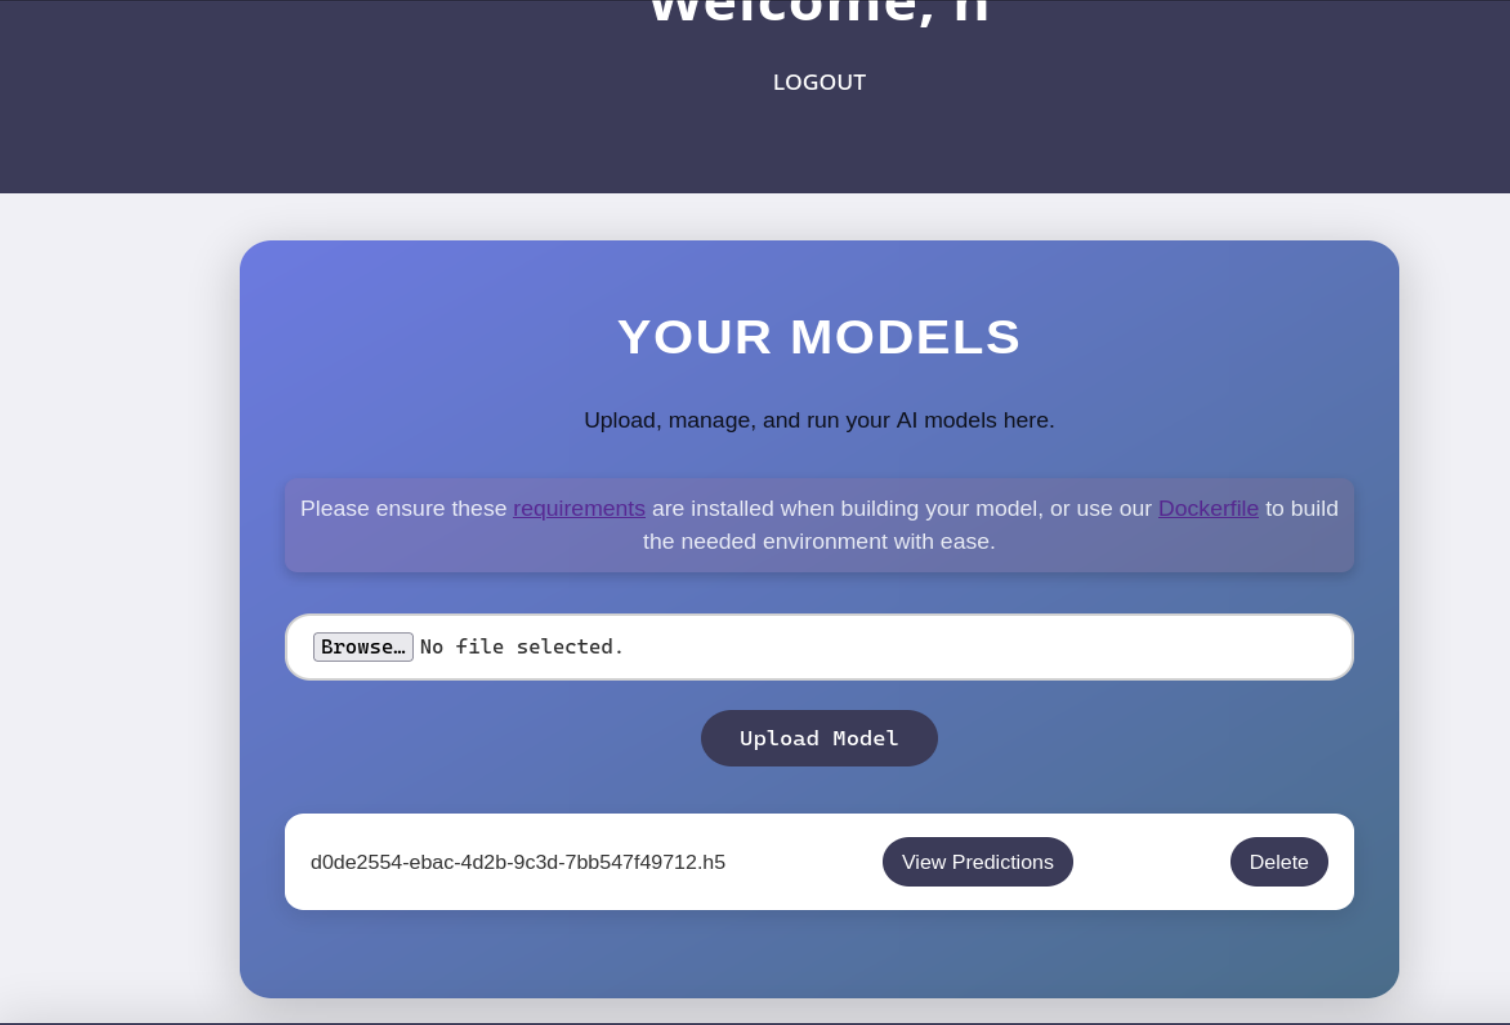 Welcome, n
LOGOUT
YOUR MODELS
Upload, manage, and run your AI models here.
Please ensure these requirements are installed when building your model, or use our Dockerfile to build
the needed environment with ease.
Browse… No file selected.
Upload Model
d0de2554-ebac-4d2b-9c3d-7bb547f49712.h5 View Predictions Delete